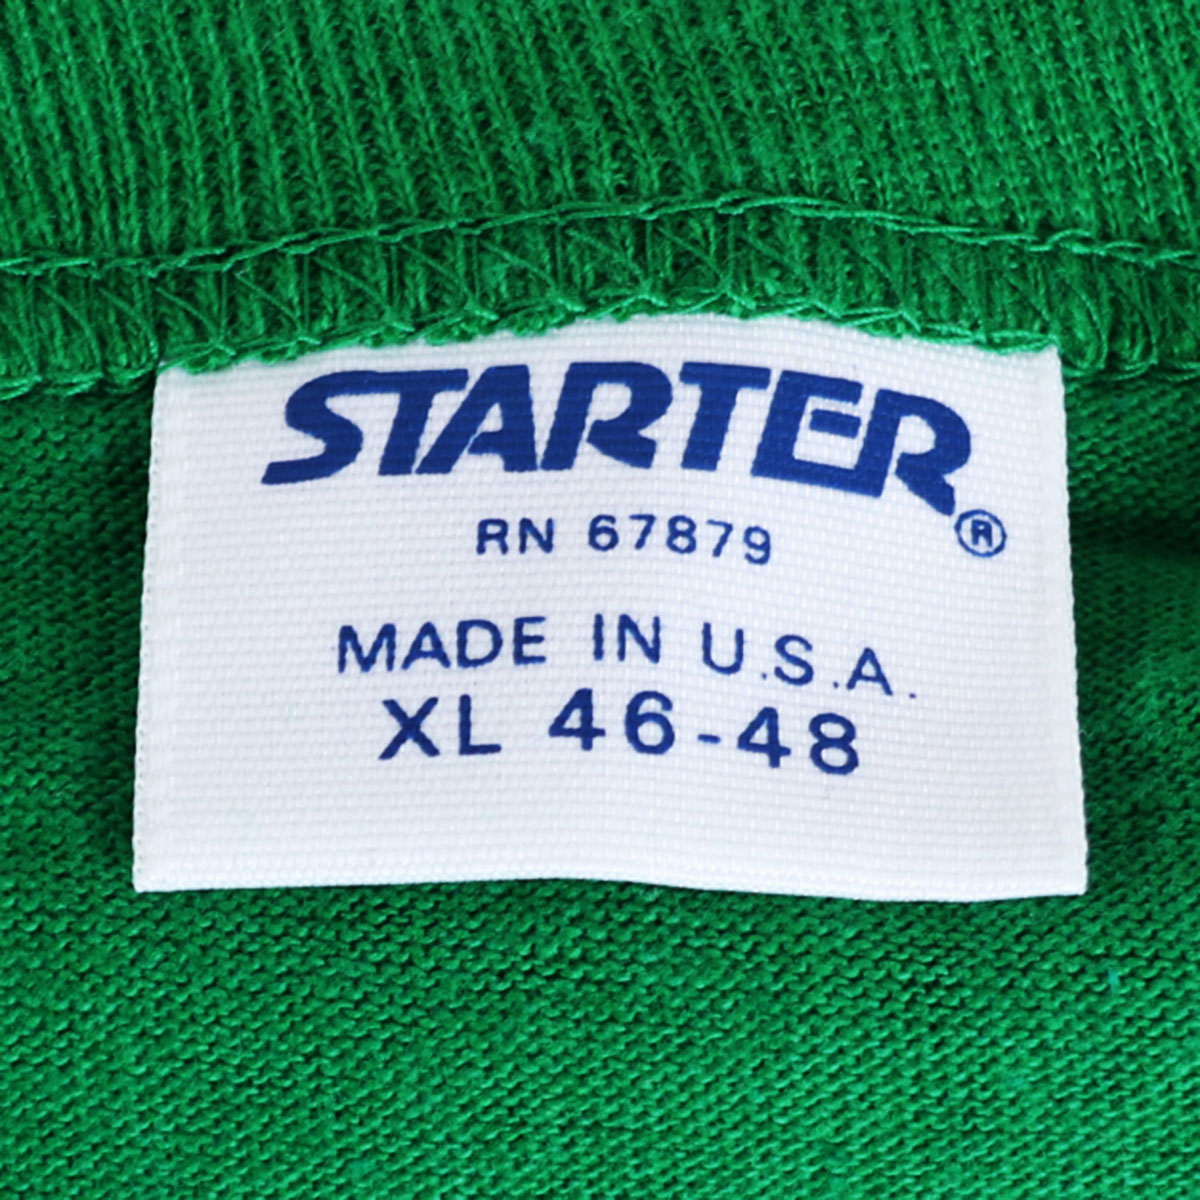 STARTER®
RN 67879
MADE IN U.S.A.
XL 46-48